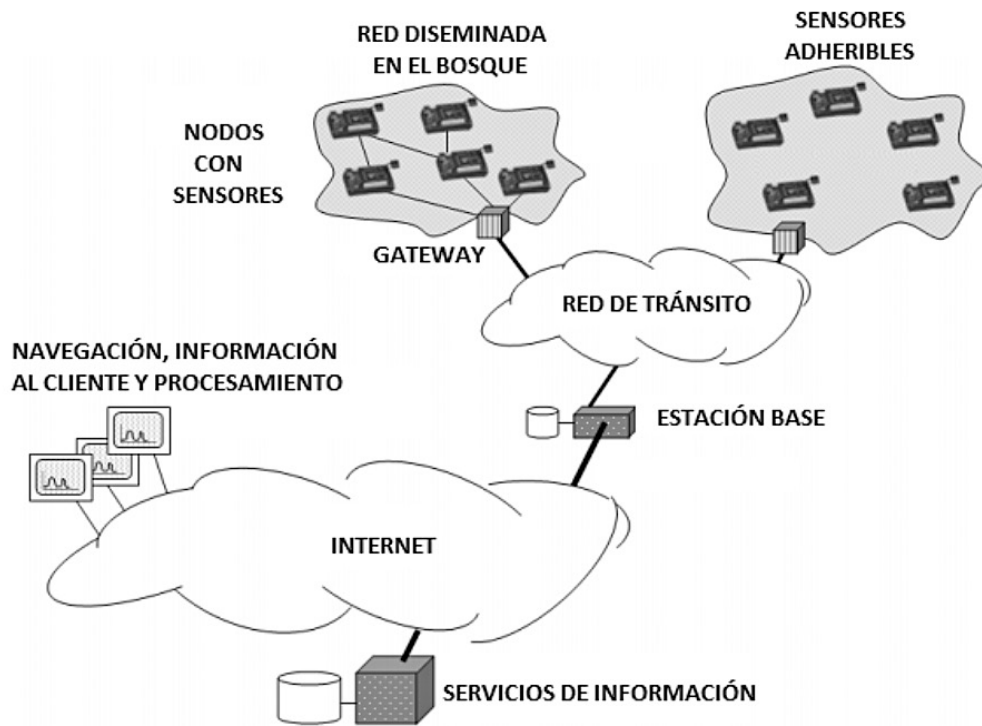 RED DISEMINADA
EN EL BOSQUE
SENSORES
ADHERIBLES
NODOS
CON
SENSORES
GATEWAY
RED DE TRÁNSITO
NAVEGACIÓN, INFORMACIÓN
AL CLIENTE Y PROCESAMIENTO
ESTACIÓN BASE
INTERNET
SERVICIOS DE INFORMACIÓN